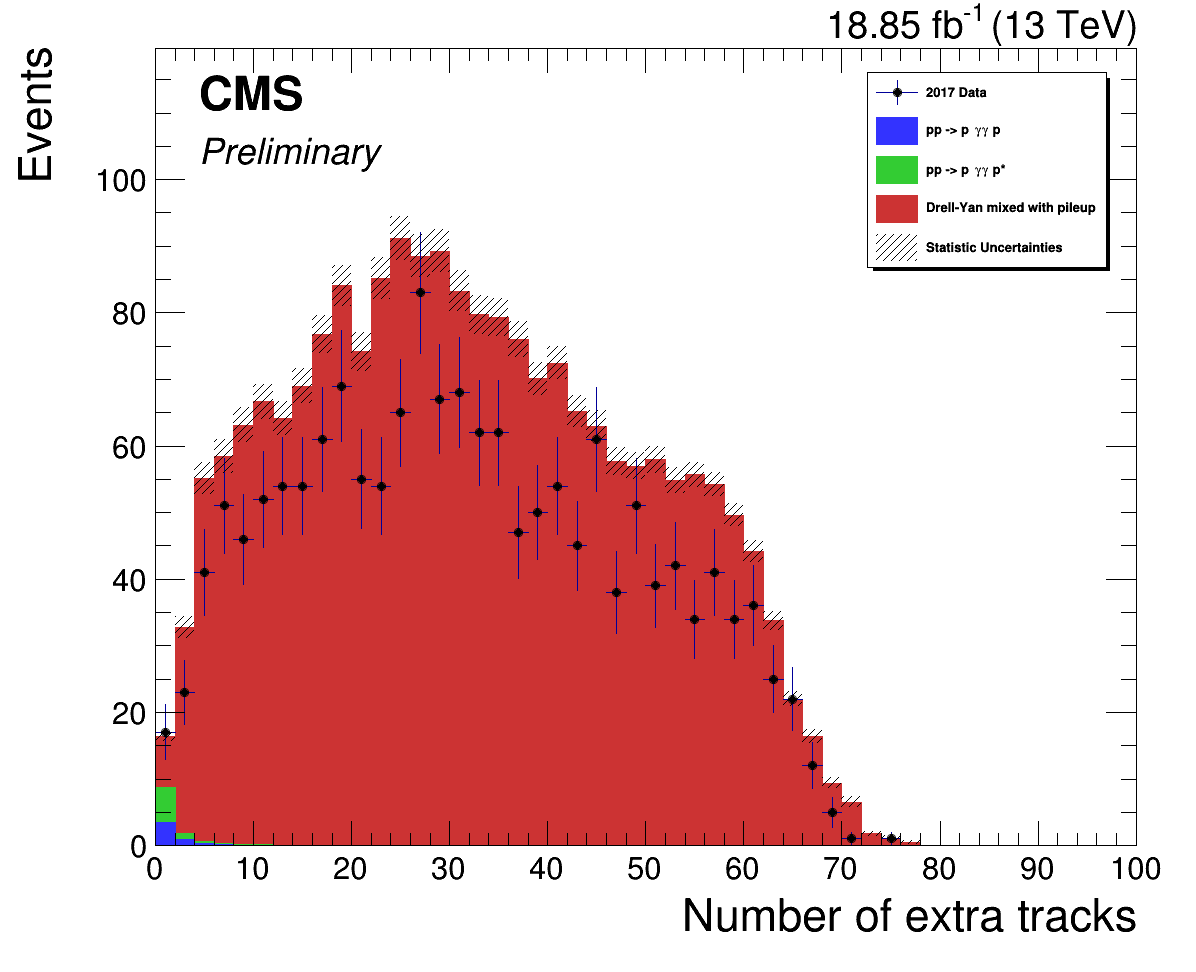 18.85 fb⁻¹ (13 TeV)
Events
CMS
Preliminary
2017 Data
pp -> p γγ p
pp -> p γγ p*
Drell-Yan mixed with pileup
Statistic Uncertainties
100
80
60
40
20
0
0 10 20 30 40 50 60 70 80 90 100
Number of extra tracks